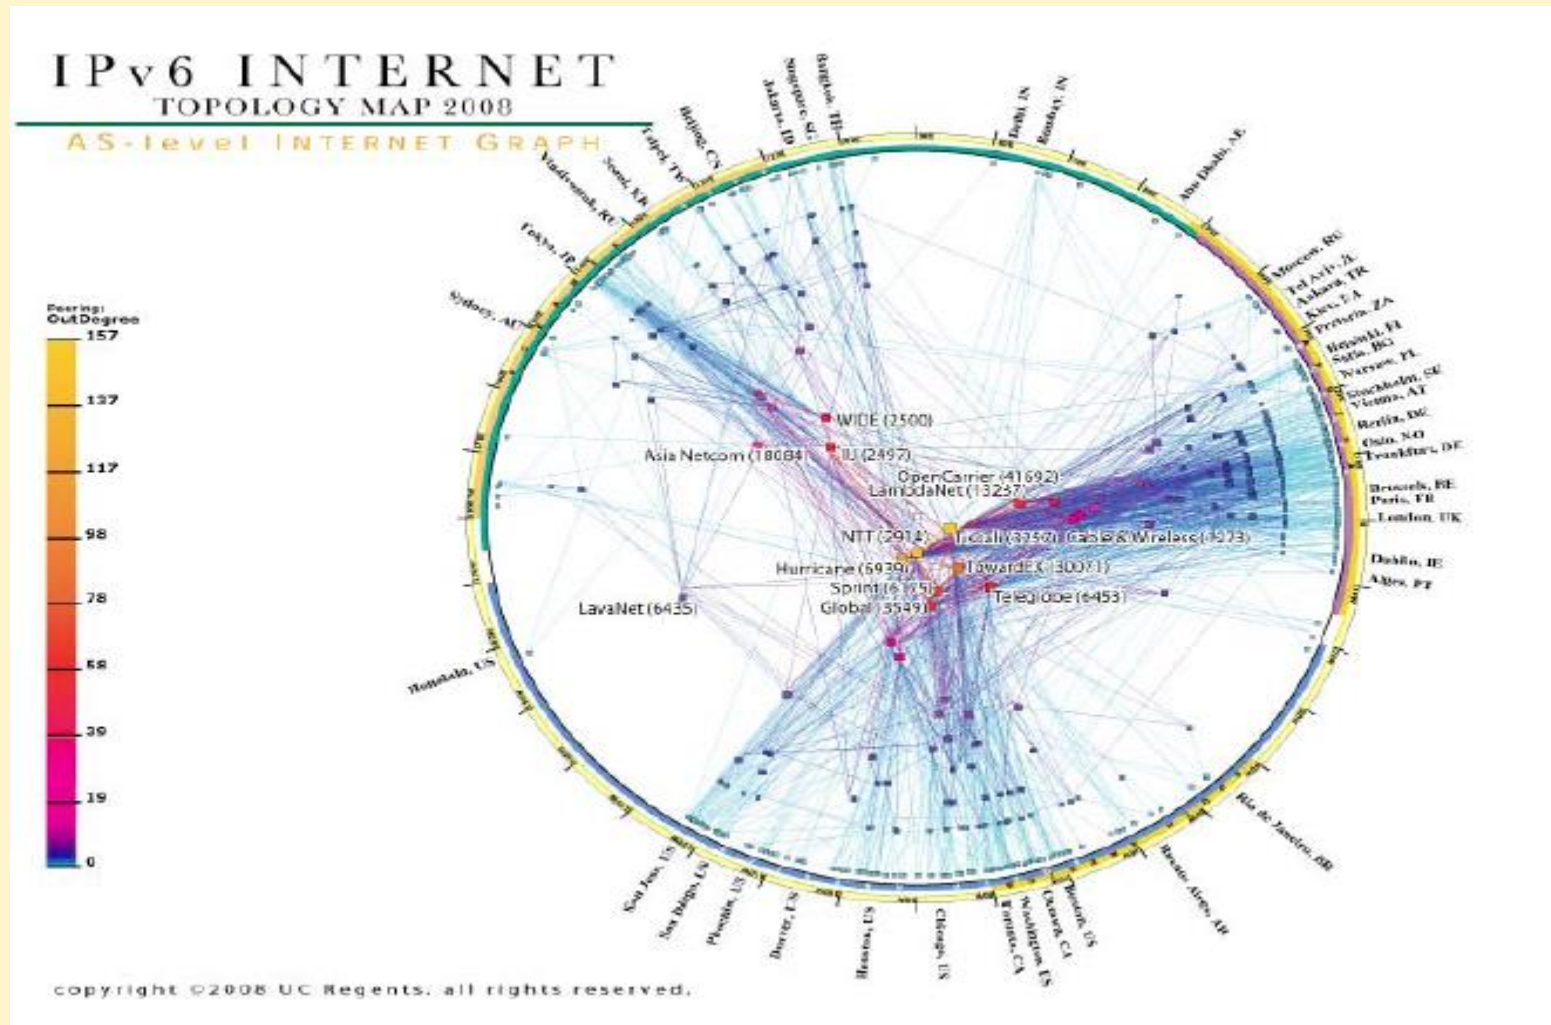 IPv6 INTERNET
TOPOLOGY MAP 2008
AS-level INTERNET GRAPH
Peering:
OutDegree
157
137
117
98
78
58
39
19
0
Bangkok, TH
Singapore, SG
Jakarta, ID
Beijing, CN
Taipei, TW
Seoul, KR
Tokyo, JP
Sydney, AU
Honolulu, US
Delhi, IN
Bombay, IN
Abu Dhabi, AE
Moscow, RU
Tel Aviv, IL
Ankara, TR
Pretoria, ZA
Helsinki, FI
Sofia, BG
Warsaw, PL
Stockholm, SE
Vienna, AT
Berlin, DE
Oslo, NO
Frankfurt, DE
Brussels, BE
Paris, FR
London, UK
Dublin, IE
WIDE (2500)
Asia Netcom (18084
IIJ (2497)
OpenCarrier (41692)
LambdaNet (13237)
NTT (2914)
Tiscali (3257)
Cable & Wireless (1273)
Hurricane (6939)
TowardEX (30071)
Sprint (6175)
Teleglobe (6453)
Global (3549)
LavaNet (6435)
San Jose, US
San Diego, US
Phoenix, US
Denver, US
Houston, US
Chicago, US
Toronto, CA
Washington, US
Ottawa, CA
Boston, US
Buenos Aires, AR
Rio de Janeiro, BR
copyright ©2008 UC Regents. all rights reserved.